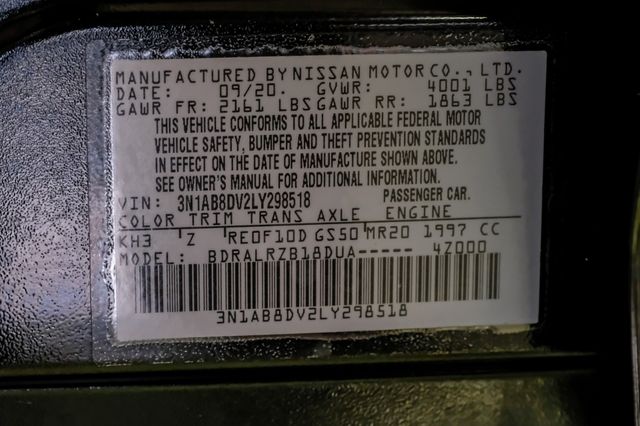 MANUFACTURED BY NISSAN MOTOR CO., LTD.
DATE: 09/20. GVWR: 4001 LBS
GAWR FR: 2161 LBS GAWR RR: 1863 LBS
THIS VEHICLE CONFORMS TO ALL APPLICABLE FEDERAL MOTOR
VEHICLE SAFETY, BUMPER AND THEFT PREVENTION STANDARDS
IN EFFECT ON THE DATE OF MANUFACTURE SHOWN ABOVE.
SEE OWNER'S MANUAL FOR ADDITIONAL INFORMATION.
VIN: 3N1AB8DV2LY298518 PASSENGER CAR.
COLOR TRIM TRANS AXLE ENGINE
KH3 Z RE0F10D GS50 MR20 1997 CC
MODEL: BDRALRZB18DUA----- 4Z000
3N1AB8DV2LY298518